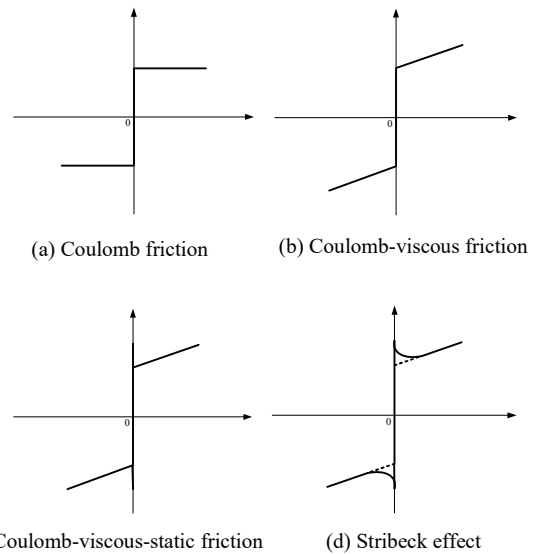 0
0
(a) Coulomb friction
(b) Coulomb-viscous friction
0
0
Coulomb-viscous-static friction
(d) Stribeck effect